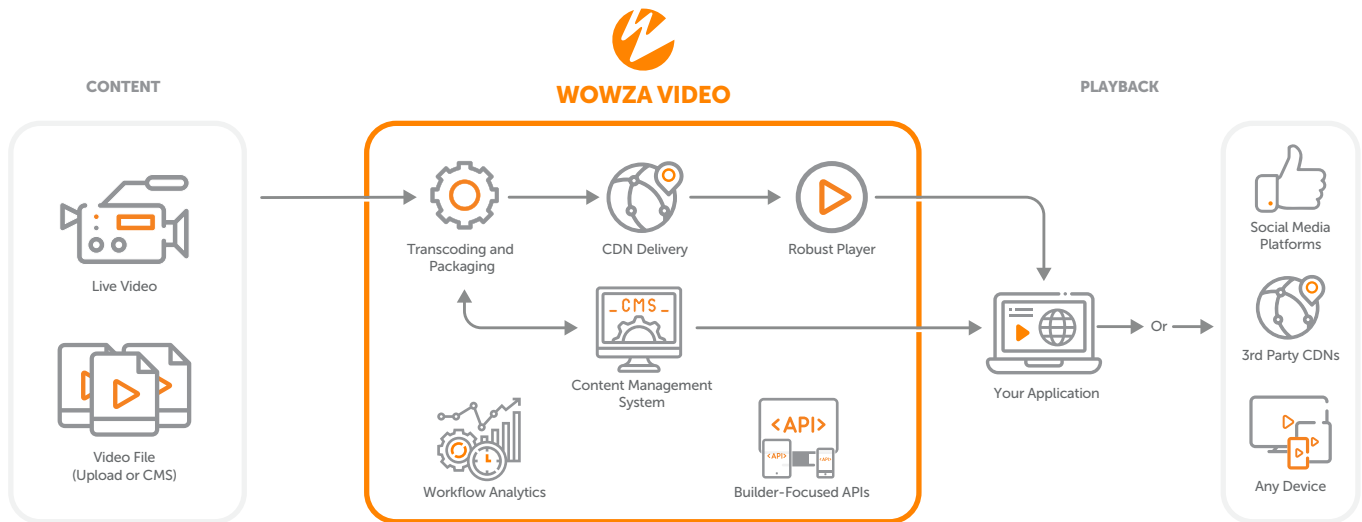 CONTENT
WOWZA VIDEO
PLAYBACK
Live Video
Video File
(Upload or CMS)
Transcoding and
Packaging
CDN Delivery
Robust Player
_CMS_
Content Management
System
Workflow Analytics
<API>
<API>
<API>
Builder-Focused APIs
Your Application
Or
Social Media
Platforms
3rd Party CDNs
Any Device